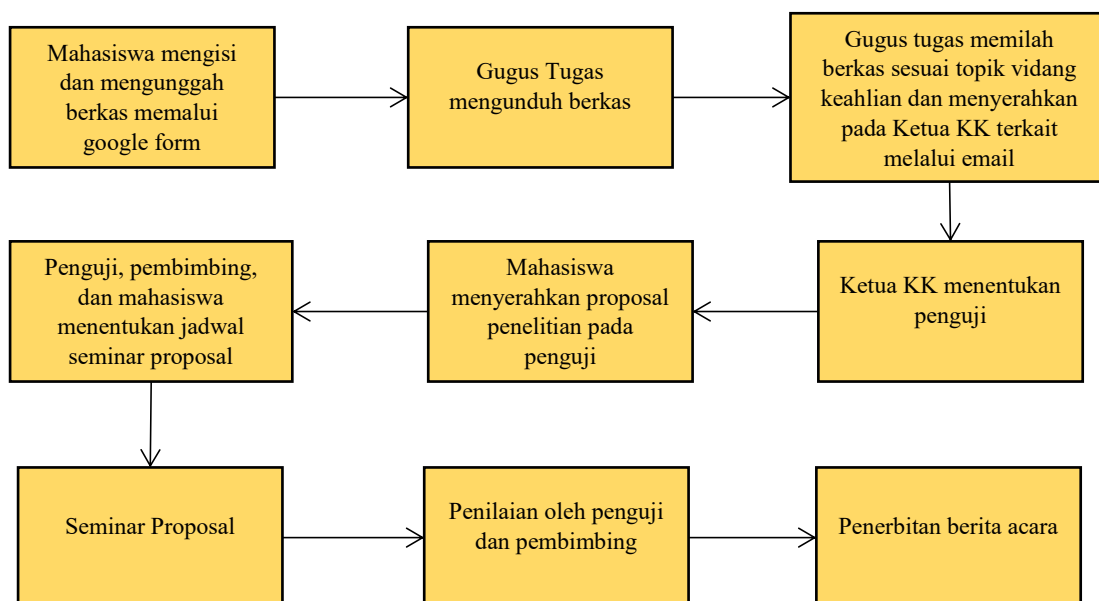 Mahasiswa mengisi
dan mengunggah
berkas memalui
google form
Gugus Tugas
mengunduh berkas
Gugus tugas memilah
berkas sesuai topik vidang
keahlian dan menyerahkan
pada Ketua KK terkait
melalui email
Ketua KK menentukan
penguji
Mahasiswa
menyerahkan proposal
penelitian pada
penguji
Penguji, pembimbing,
dan mahasiswa
menentukan jadwal
seminar proposal
Seminar Proposal
Penilaian oleh penguji
dan pembimbing
Penerbitan berita acara